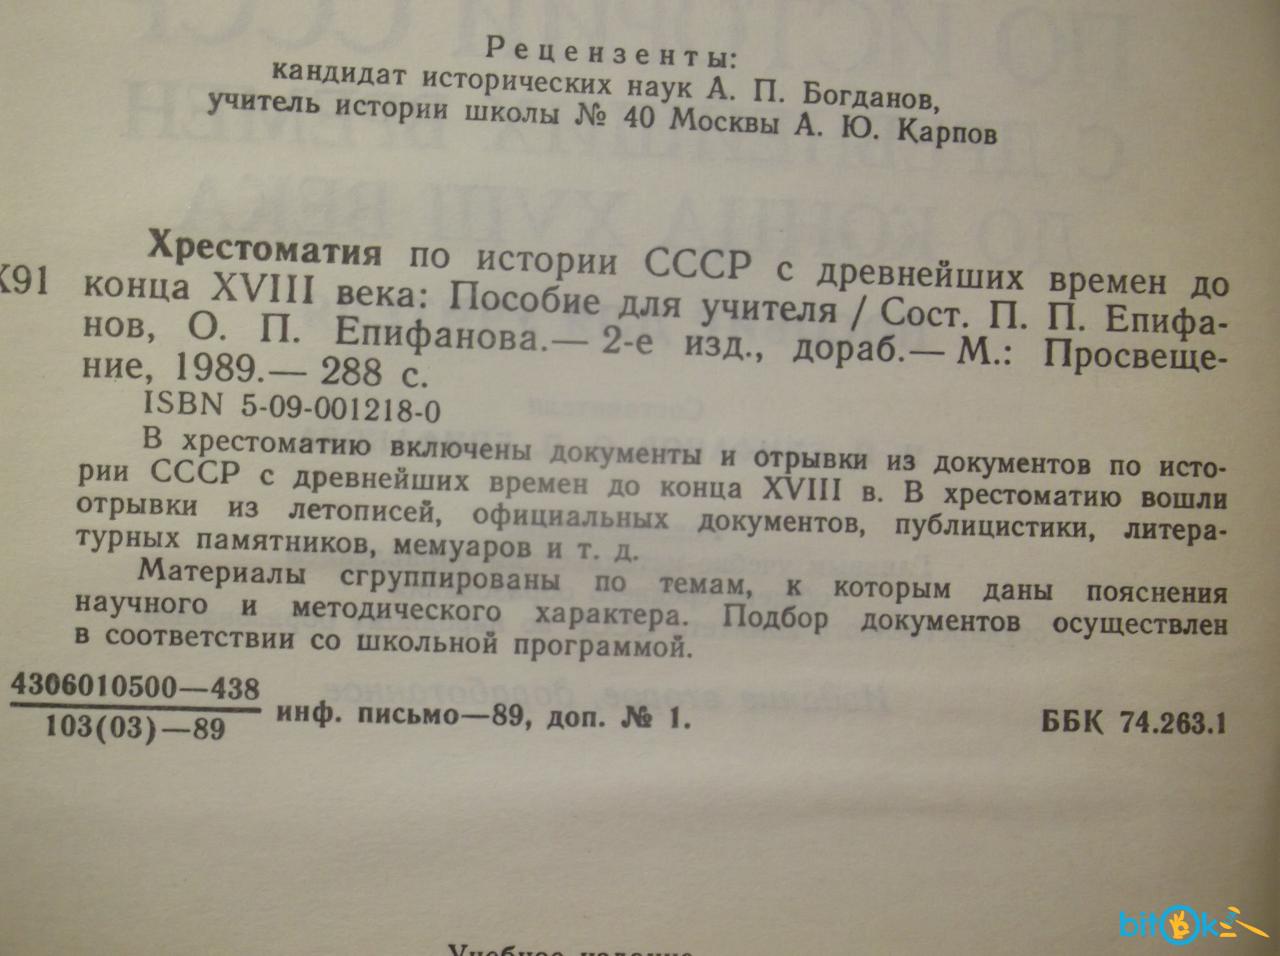 Рецензенты:
кандидат исторических наук А. П. Богданов,
учитель истории школы № 40 Москвы А. Ю. Карпов
Хрестоматия по истории СССР с древнейших времен до
Х91 конца XVIII века: Пособие для учителя / Сост. П. П. Епифа-
нов, О. П. Епифанова.— 2-е изд., дораб.— М.: Просвеще-
ние, 1989.— 288 с.
ISBN 5-09-001218-0
В хрестоматию включены документы и отрывки из документов по исто-
рии СССР с древнейших времен до конца XVIII в. В хрестоматию вошли
отрывки из летописей, официальных документов, публицистики, литера-
турных памятников, мемуаров и т. д.
Материалы сгруппированы по темам, к которым даны пояснения
научного и методического характера. Подбор документов осуществлен
в соответствии со школьной программой.
4306010500—438
103(03)—89
инф. письмо—89, доп. № 1.
ББК 74.263.1
Учебное издание
bitOk